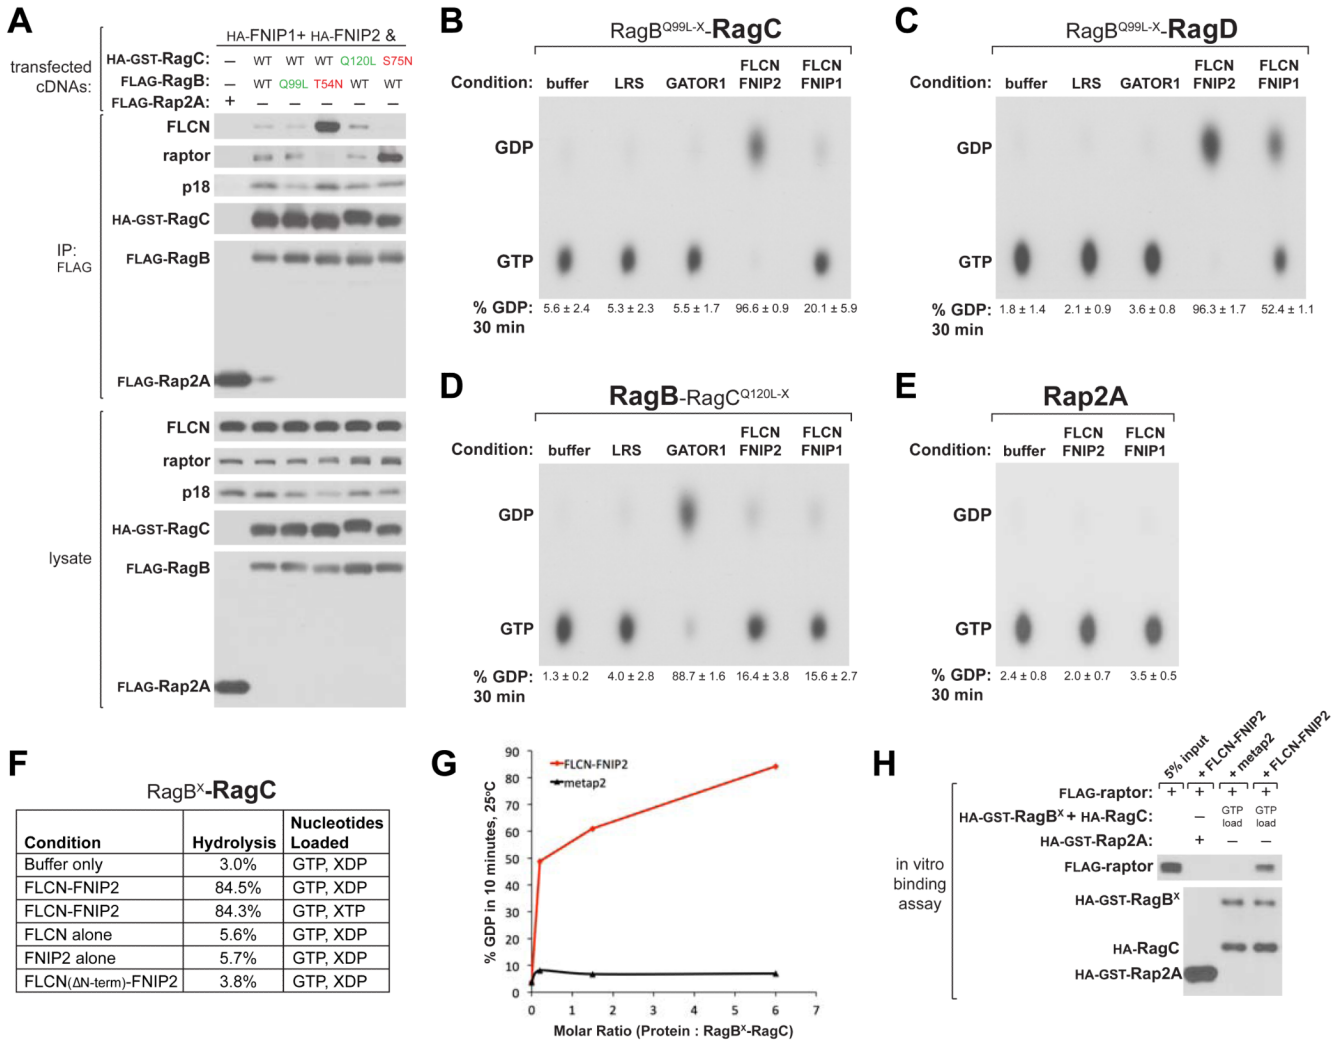 A
HA-FNIP1+ HA-FNIP2 &
transfected cDNAs:
HA-GST-RagC: – WT WT WT Q120L S75N
FLAG-RagB: – WT Q99L T54N WT WT
FLAG-Rap2A: + – – – – –
IP: FLAG
FLCN
raptor
p18
HA-GST-RagC
FLAG-RagB
FLAG-Rap2A
lysate
FLCN
raptor
p18
HA-GST-RagC
FLAG-RagB
FLAG-Rap2A
B
RagBQ99L-X-RagC
Condition: buffer LRS GATOR1 FLCN FNIP2 FLCN FNIP1
GDP
GTP
% GDP: 5.6 ± 2.4 5.3 ± 2.3 5.5 ± 1.7 96.6 ± 0.9 20.1 ± 5.9
30 min
C
RagBQ99L-X-RagD
Condition: buffer LRS GATOR1 FLCN FNIP2 FLCN FNIP1
GDP
GTP
% GDP: 1.8 ± 1.4 2.1 ± 0.9 3.6 ± 0.8 96.3 ± 1.7 52.4 ± 1.1
30 min
D
RagB-RagCQ120L-X
Condition: buffer LRS GATOR1 FLCN FNIP2 FLCN FNIP1
GDP
GTP
% GDP: 1.3 ± 0.2 4.0 ± 2.8 88.7 ± 1.6 16.4 ± 3.8 15.6 ± 2.7
30 min
E
Rap2A
Condition: buffer FLCN FNIP2 FLCN FNIP1
GDP
GTP
% GDP: 2.4 ± 0.8 2.0 ± 0.7 3.5 ± 0.5
30 min
F
RagBX-RagC
Condition Hydrolysis Nucleotides Loaded
Buffer only 3.0% GTP, XDP
FLCN-FNIP2 84.5% GTP, XDP
FLCN-FNIP2 84.3% GTP, XTP
FLCN alone 5.6% GTP, XDP
FNIP2 alone 5.7% GTP, XDP
FLCN(ΔN-term)-FNIP2 3.8% GTP, XDP
G
% GDP in 10 minutes, 25°C
90
80
70
60
50
40
30
20
10
0
FLCN-FNIP2
metap2
0 1 2 3 4 5 6 7
Molar Ratio (Protein : RagBX-RagC)
H
5% input + FLCN-FNIP2 + metap2 + FLCN-FNIP2
FLAG-raptor: + + + +
HA-GST-RagBX + HA-RagC: – GTP load GTP load
HA-GST-Rap2A: + – –
in vitro binding assay
FLAG-raptor
HA-GST-RagBX
HA-RagC
HA-GST-Rap2A